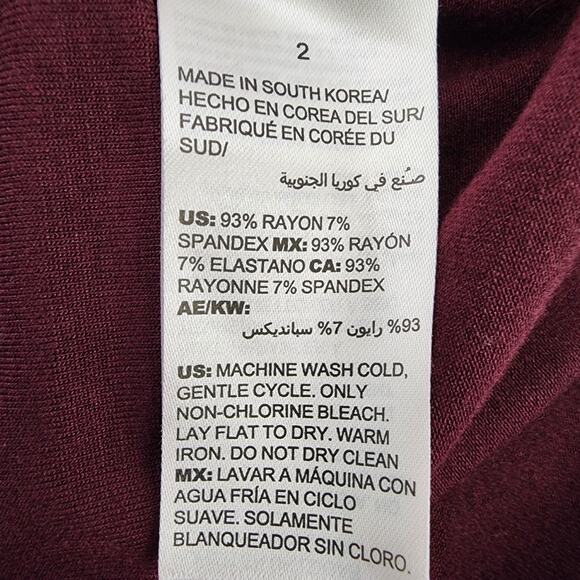 2
MADE IN SOUTH KOREA/
HECHO EN COREA DEL SUR/
FABRIQUÉ EN CORÉE DU
SUD/
صُنع في كوريا الجنوبية
US: 93% RAYON 7%
SPANDEX MX: 93% RAYÓN
7% ELASTANO CA: 93%
RAYONNE 7% SPANDEX
AE/KW:
93% رايون 7% سبانديكس
US: MACHINE WASH COLD,
GENTLE CYCLE. ONLY
NON-CHLORINE BLEACH.
LAY FLAT TO DRY. WARM
IRON. DO NOT DRY CLEAN
MX: LAVAR A MÁQUINA CON
AGUA FRÍA EN CICLO
SUAVE. SOLAMENTE
BLANQUEADOR SIN CLORO.